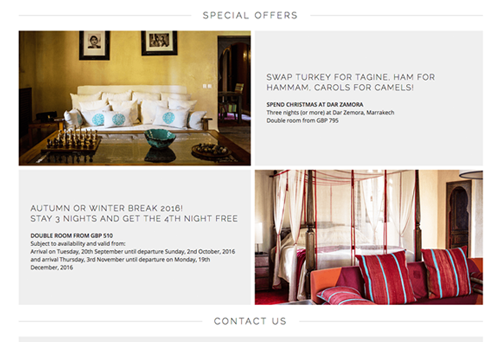 SPECIAL OFFERS
SWAP TURKEY FOR TAGINE, HAM FOR
HAMMAM, CAROLS FOR CAMELS!
SPEND CHRISTMAS AT DAR ZAMORA
Three nights (or more) at Dar Zemora, Marrakech
Double room from GBP 795
AUTUMN OR WINTER BREAK 2016!
STAY 3 NIGHTS AND GET THE 4TH NIGHT FREE
DOUBLE ROOM FROM GBP 510
Subject to availability and valid from:
Arrival on Tuesday, 20th September until departure Sunday, 2nd October, 2016
and arrival Thursday, 3rd November until departure on Monday, 19th
December, 2016
CONTACT US